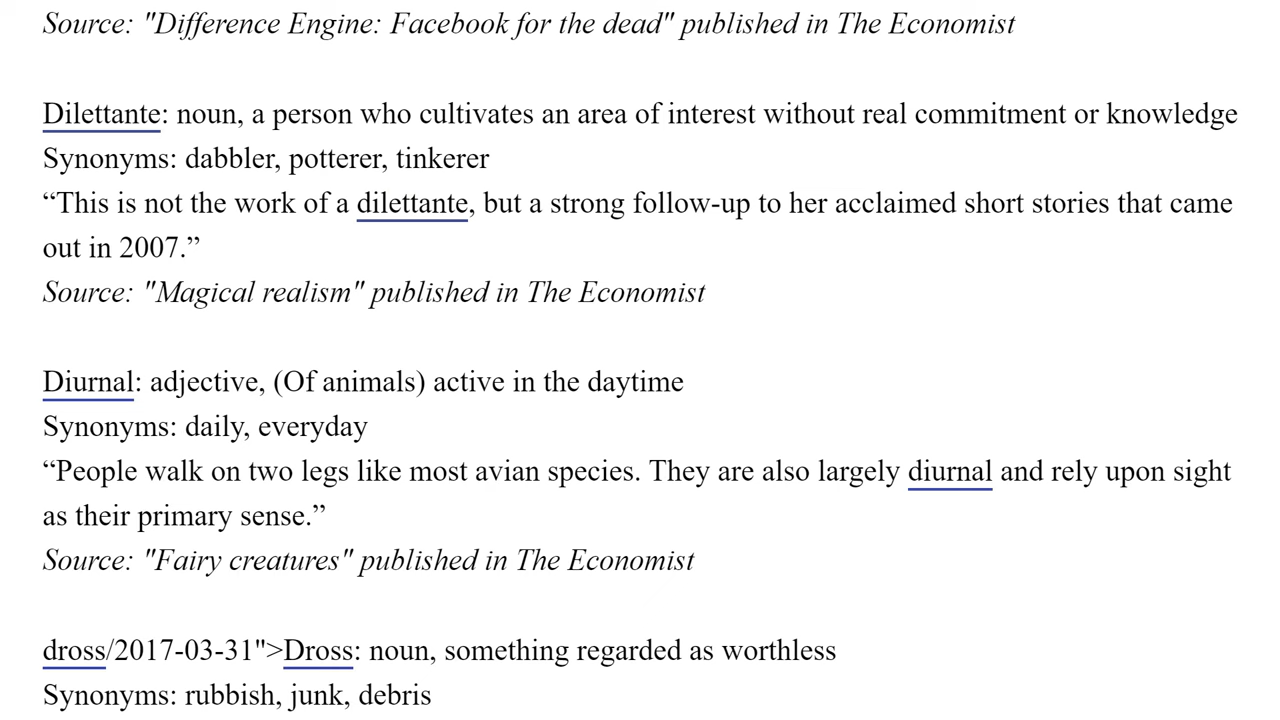 Source: "Difference Engine: Facebook for the dead" published in The Economist
Dilettante: noun, a person who cultivates an area of interest without real commitment or knowledge
Synonyms: dabbler, potterer, tinkerer
“This is not the work of a dilettante, but a strong follow-up to her acclaimed short stories that came
out in 2007.”
Source: "Magical realism" published in The Economist
Diurnal: adjective, (Of animals) active in the daytime
Synonyms: daily, everyday
“People walk on two legs like most avian species. They are also largely diurnal and rely upon sight
as their primary sense.”
Source: "Fairy creatures" published in The Economist
dross/2017-03-31">Dross: noun, something regarded as worthless
Synonyms: rubbish, junk, debris